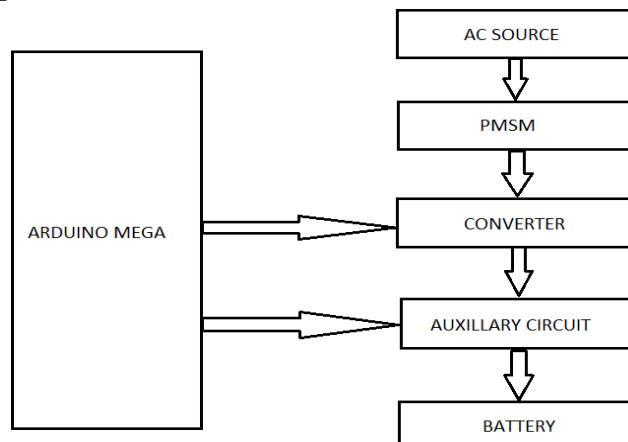 AC SOURCE
PMSM
ARDUINO MEGA
CONVERTER
AUXILLARY CIRCUIT
BATTERY